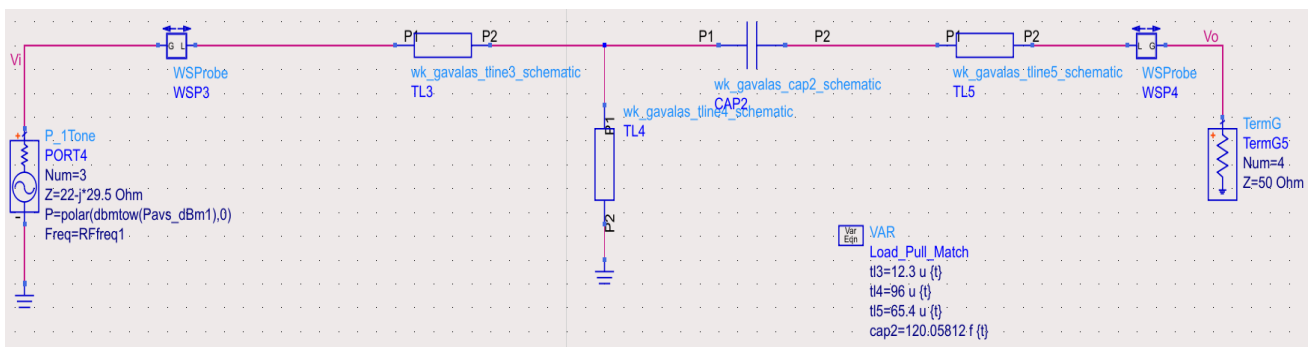 Vi
G L
WSProbe
WSP3
P1
P2
wk_gavalas_tline3_schematic
TL3
P1
P2
wk_gavalas_cap2_schematic
CAP2
P1
P2
wk_gavalas_tline5_schematic
TL5
L G
WSProbe
WSP4
Vo
P1
wk_gavalas_tline4_schematic
TL4
P2
+
P_1Tone
PORT4
Num=3
Z=22-j*29.5 Ohm
P=polar(dbmtow(Pavs_dBm1),0)
Freq=RFfreq1
-
+
TermG
TermG5
Num=4
Z=50 Ohm
Var
Eqn
VAR
Load_Pull_Match
tl3=12.3 u {t}
tl4=96 u {t}
tl5=65.4 u {t}
cap2=120.05812 f {t}